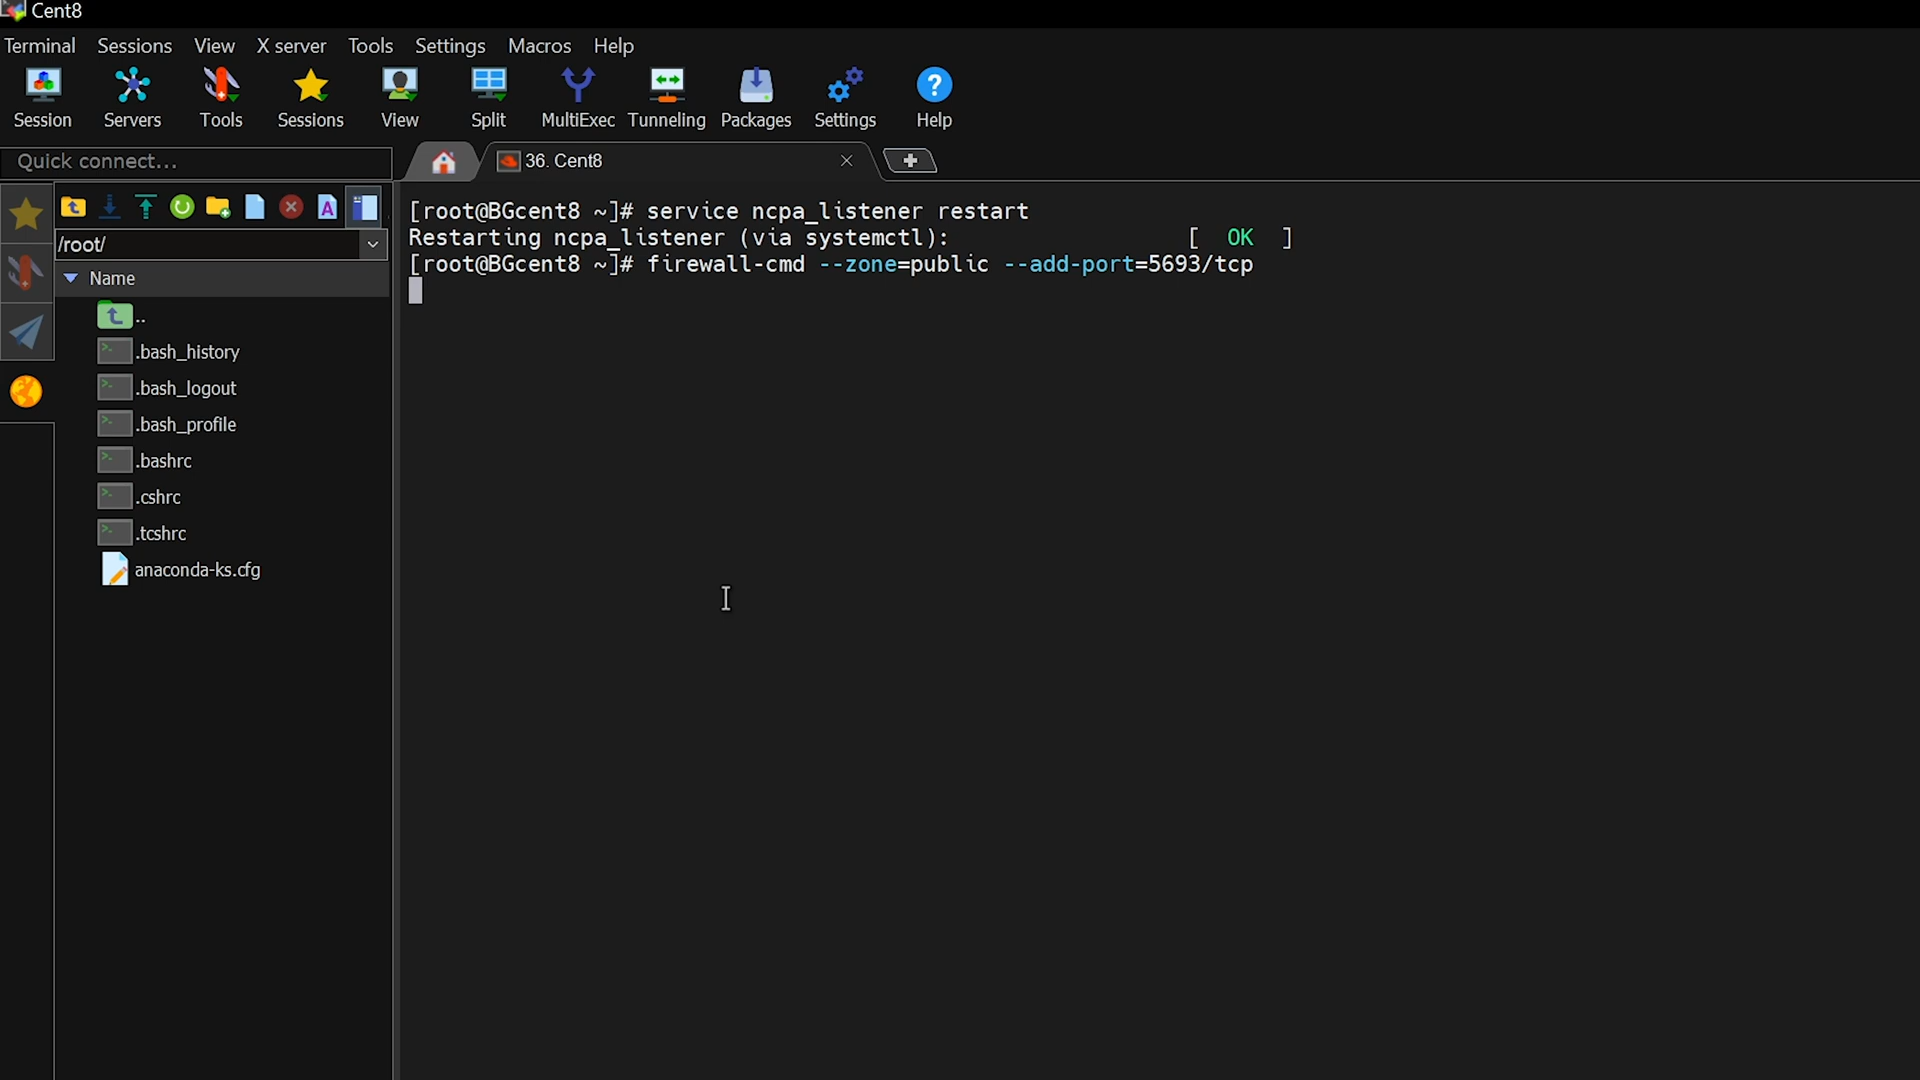 Cent8
Terminal Sessions View X server Tools Settings Macros Help
Session Servers Tools Sessions View Split MultiExec Tunneling Packages Settings Help
Quick connect...
36. Cent8
/root/
Name
..
.bash_history
.bash_logout
.bash_profile
.bashrc
.cshrc
.tcshrc
anaconda-ks.cfg
[root@BGcent8 ~]# service ncpa_listener restart
Restarting ncpa_listener (via systemctl): [ OK ]
[root@BGcent8 ~]# firewall-cmd --zone=public --add-port=5693/tcp